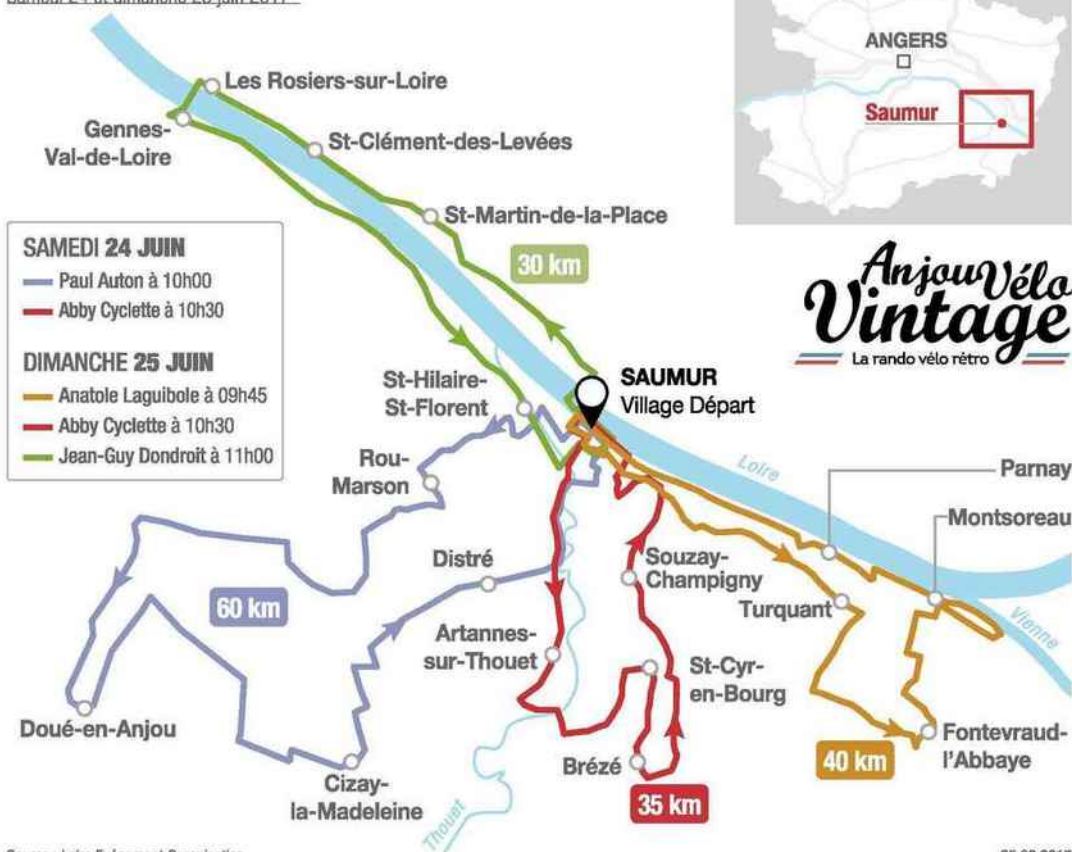 ANGERS
Saumur
Les Rosiers-sur-Loire
Gennes-
Val-de-Loire
St-Clément-des-Levées
St-Martin-de-la-Place
30 km
SAMEDI 24 JUIN
Paul Auton à 10h00
Abby Cyclette à 10h30
DIMANCHE 25 JUIN
Anatole Laguibole à 09h45
Abby Cyclette à 10h30
Jean-Guy Dondroit à 11h00
Anjou Vélo
Vintage
La rando vélo rétro
St-Hilaire-
St-Florent
SAUMUR
Village Départ
Rou-
Marson
Loire
Parnay
Montsoreau
Distré
Souzay-
Champigny
60 km
Turquant
Vienne
Artannes-
sur-Thouet
St-Cyr-
en-Bourg
Doué-en-Anjou
Fontevraud-
l'Abbaye
Brézé
40 km
Cizay-
la-Madeleine
35 km
Thouet